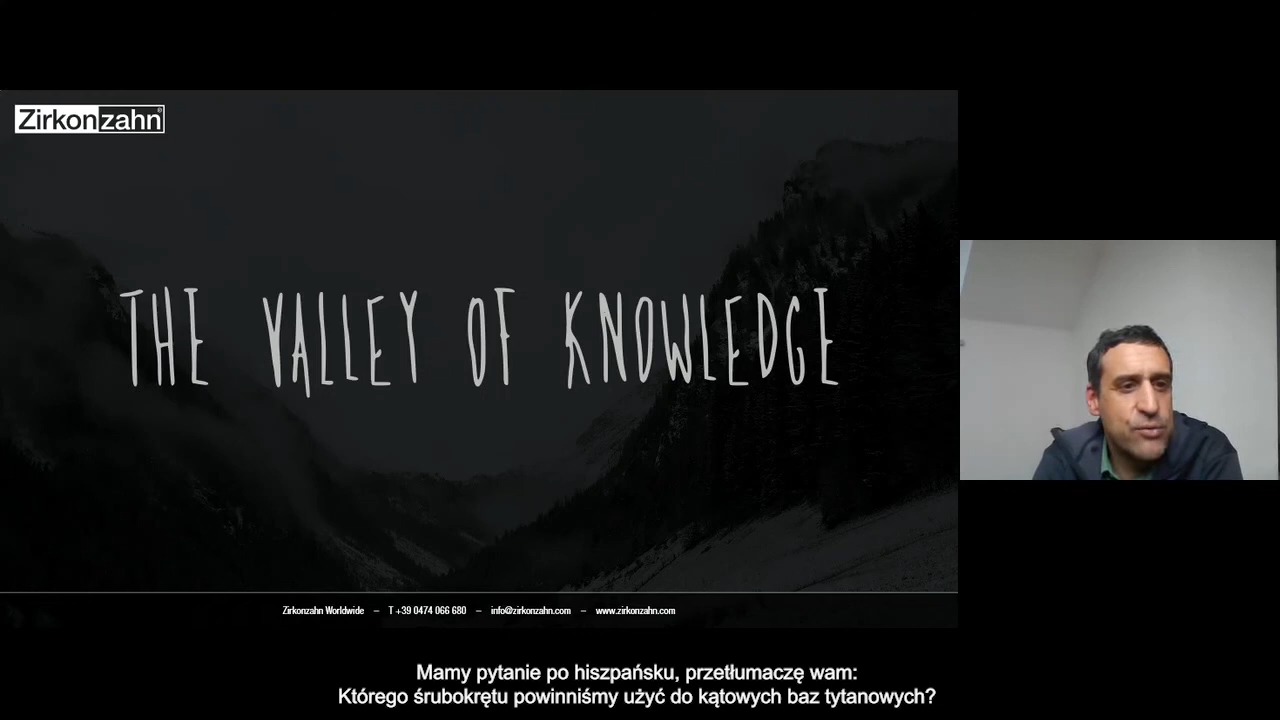 Zirkonzahn®
THE VALLEY OF KNOWLEDGE
Zirkonzahn Worldwide – T +39 0474 066 680 – info@zirkonzahn.com – www.zirkonzahn.com
Mamy pytanie po hiszpańsku, przetłumaczę wam:
Którego śrubokrętu powinniśmy użyć do kątowych baz tytanowych?